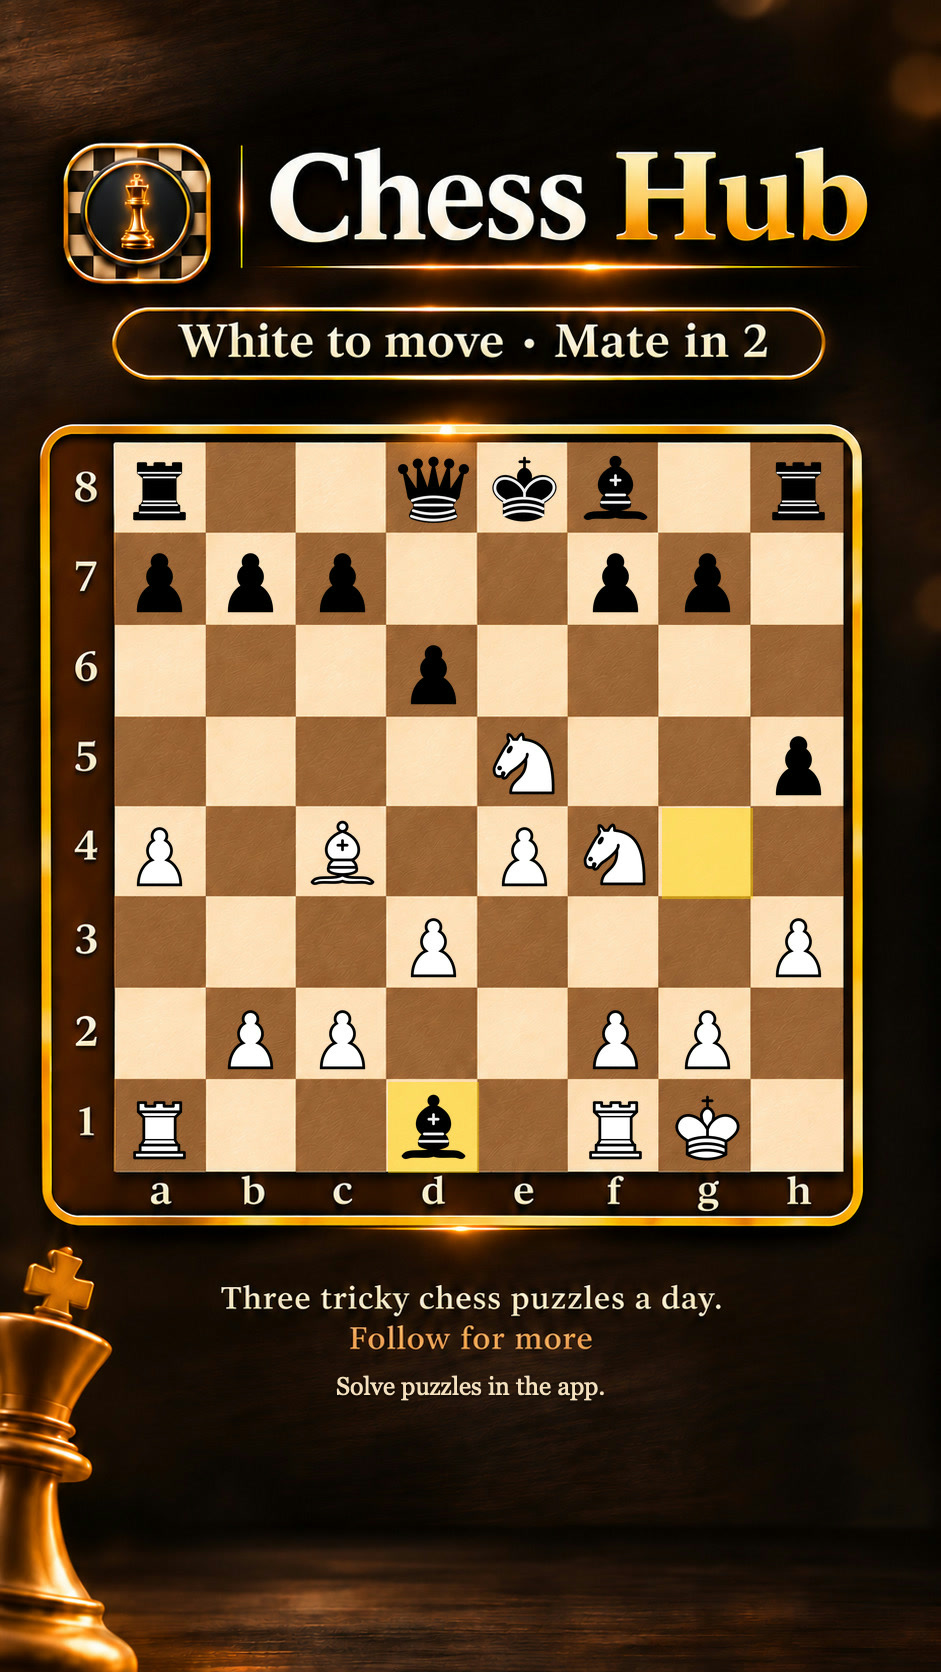 Chess Hub
White to move • Mate in 2
8
7
6
5
4
3
2
1
a b c d e f g h
Three tricky chess puzzles a day.
Follow for more
Solve puzzles in the app.